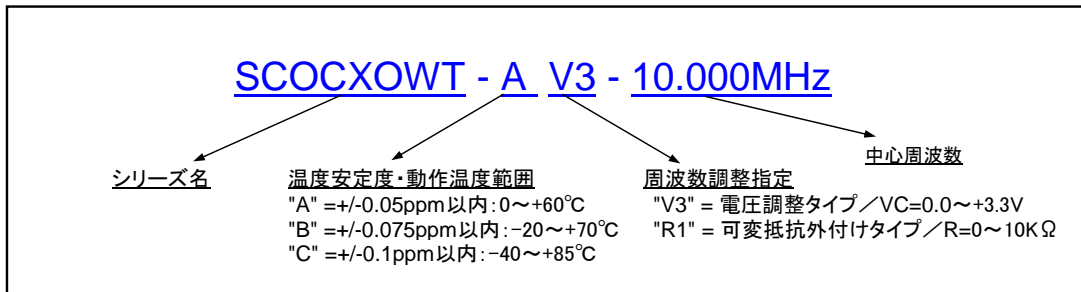 SCOCXOWT - A V3 - 10.000MHz
中心周波数
シリーズ名
温度安定度・動作温度範囲
"A" =+/-0.05ppm以内:0～+60℃
"B" =+/-0.075ppm以内:-20～+70℃
"C" =+/-0.1ppm以内:-40～+85℃
周波数調整指定
"V3" = 電圧調整タイプ／VC=0.0～+3.3V
"R1" = 可変抵抗外付けタイプ／R=0～10KΩ